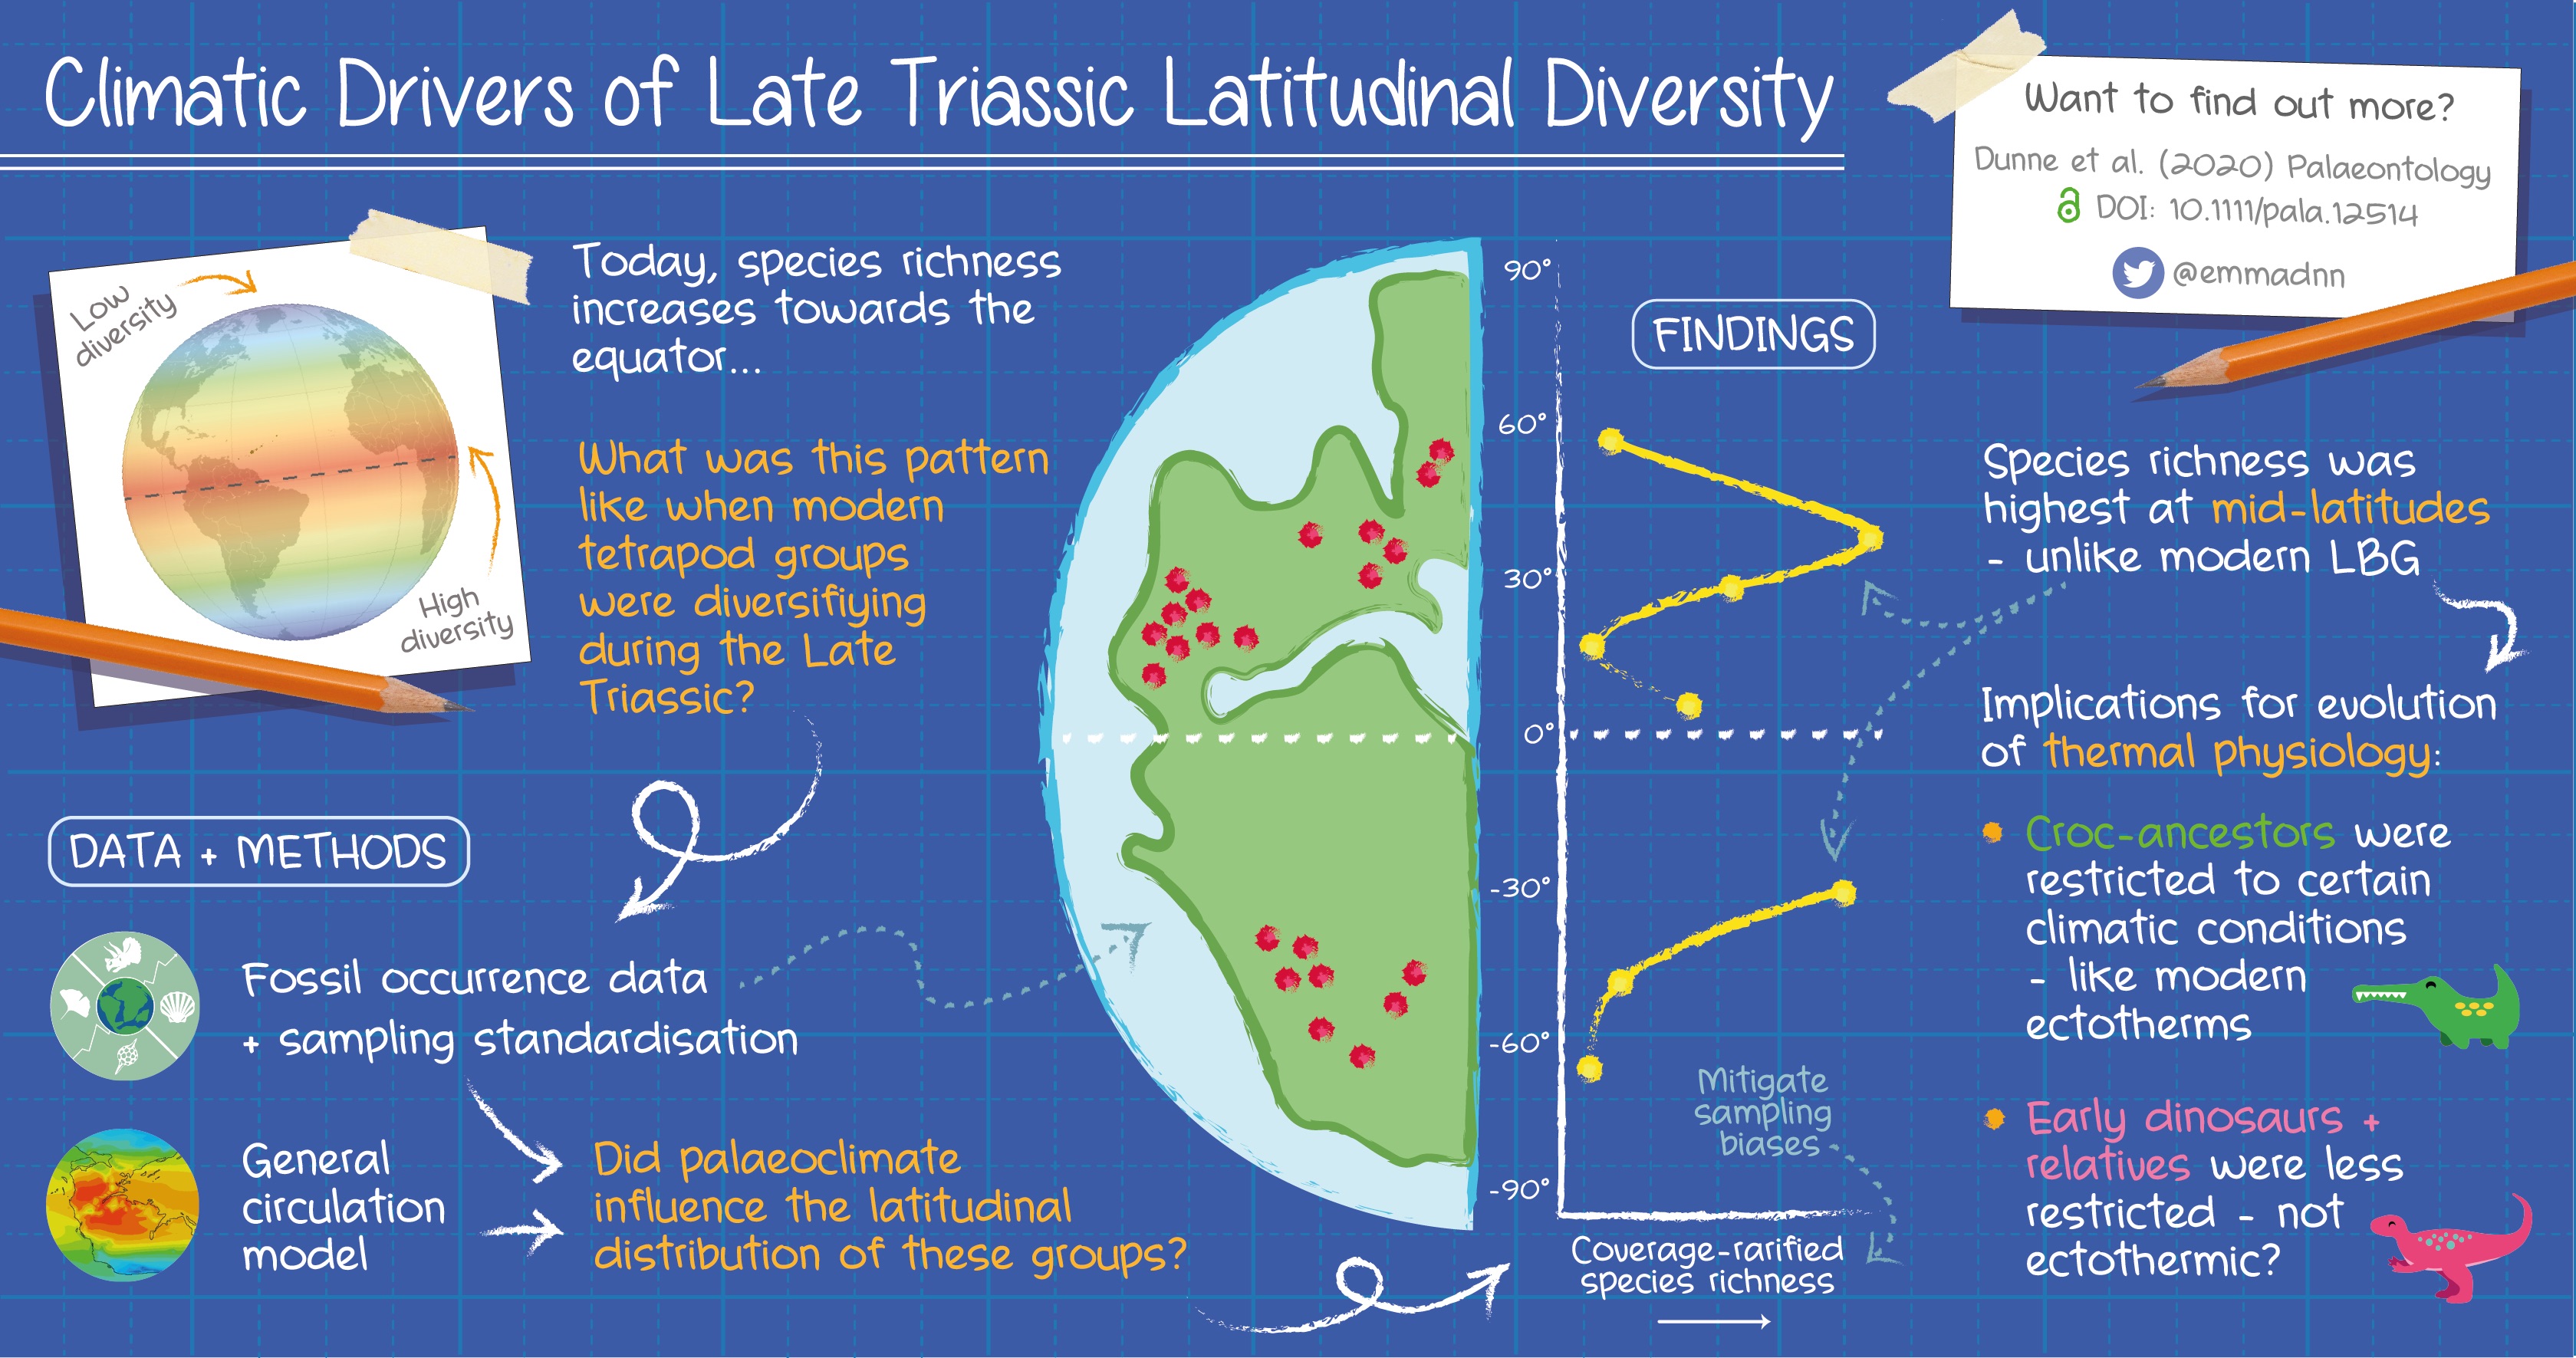 Climatic Drivers of Late Triassic Latitudinal Diversity
Want to find out more?
Dunne et al. (2020) Palaeontology
DOI: 10.1111/pala.12514
@emmadnn
Low
diversity
High
diversity
Today, species richness
increases towards the
equator...
What was this pattern
like when modern
tetrapod groups
were diversifiying
during the Late
Triassic?
DATA + METHODS
Fossil occurrence data
+ sampling standardisation
General
circulation
model
Did palaeoclimate
influence the latitudinal
distribution of these groups?
90°
60°
30°
0°
-30°
-60°
-90°
FINDINGS
Mitigate
sampling
biases
Coverage-rarified
species richness
Species richness was
highest at mid-latitudes
- unlike modern LBG
Implications for evolution
of thermal physiology:
Croc-ancestors were
restricted to certain
climatic conditions
- like modern
ectotherms
Early dinosaurs +
relatives were less
restricted - not
ectothermic?